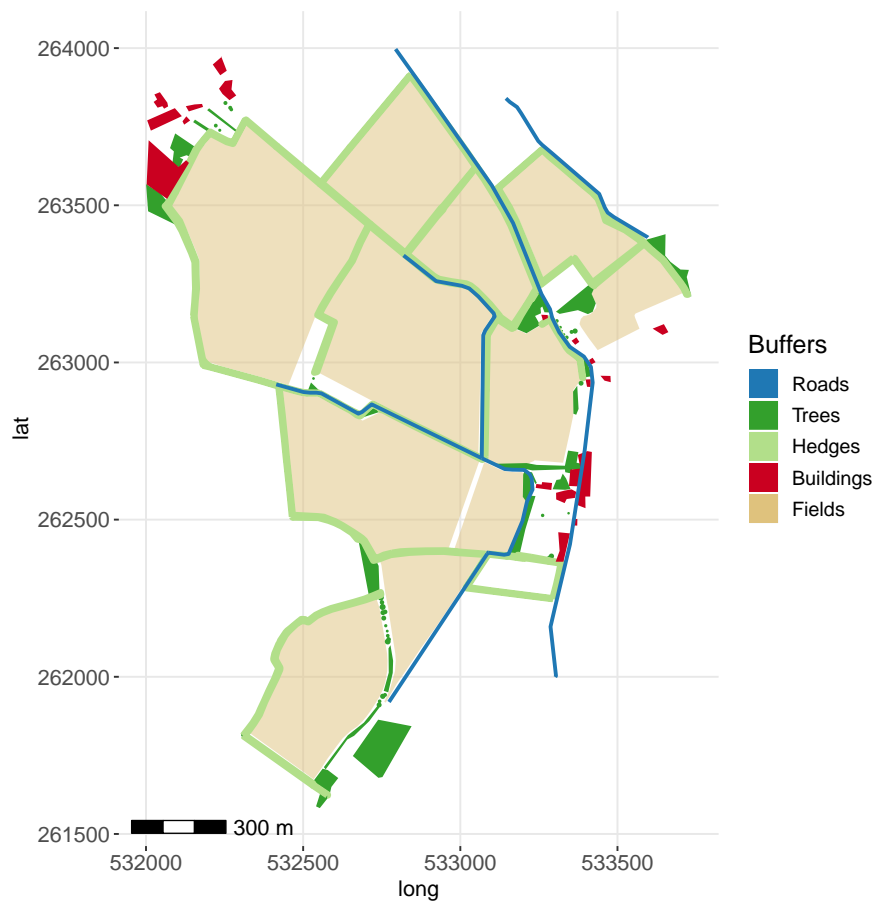 264000
263500
263000
262500
262000
261500
lat
532000
532500
533000
533500
long
300 m
Buffers
Roads
Trees
Hedges
Buildings
Fields